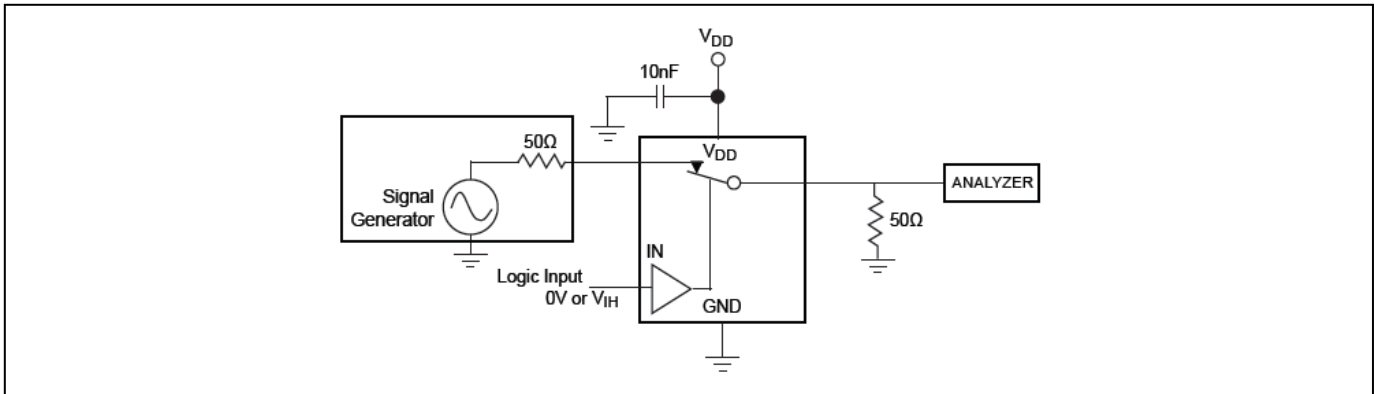 VDD
10nF
50Ω
VDD
ANALYZER
Signal
Generator
50Ω
IN
Logic Input
0V or VIH
GND